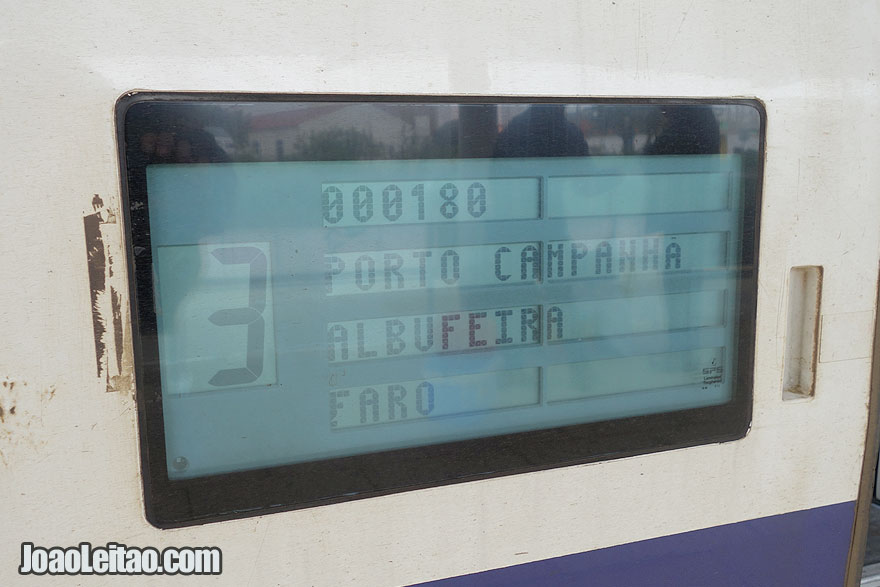 000180
3
PORTO CAMPANHÃ
ALBUFEIRA
FARO
JoaoLeitao.com